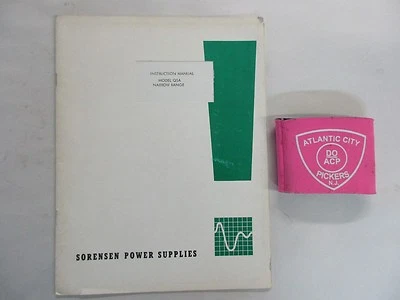 INSTRUCTION MANUAL
MODEL QSA
NARROW RANGE
SORENSEN POWER SUPPLIES
ATLANTIC CITY
DO
ACP
PICKERS
N.J.